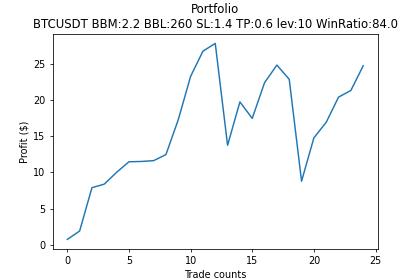 Portfolio
BTCUSDT BBM:2.2 BBL:260 SL:1.4 TP:0.6 lev:10 WinRatio:84.0
25
20
15
10
5
0
Profit ($)
0 5 10 15 20 25
Trade counts